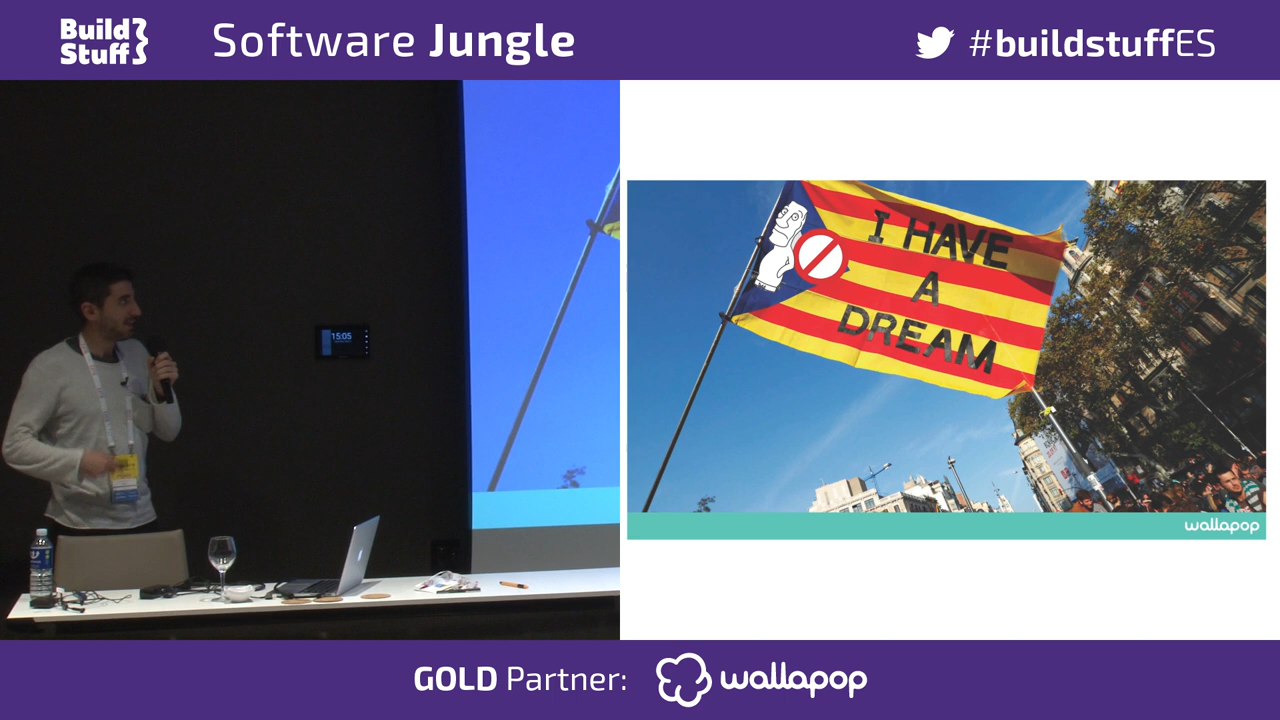 Build
Stuff
Software Jungle
#buildstuffES
15:05
I HAVE
A
DREAM
wallapop
GOLD Partner:
wallapop